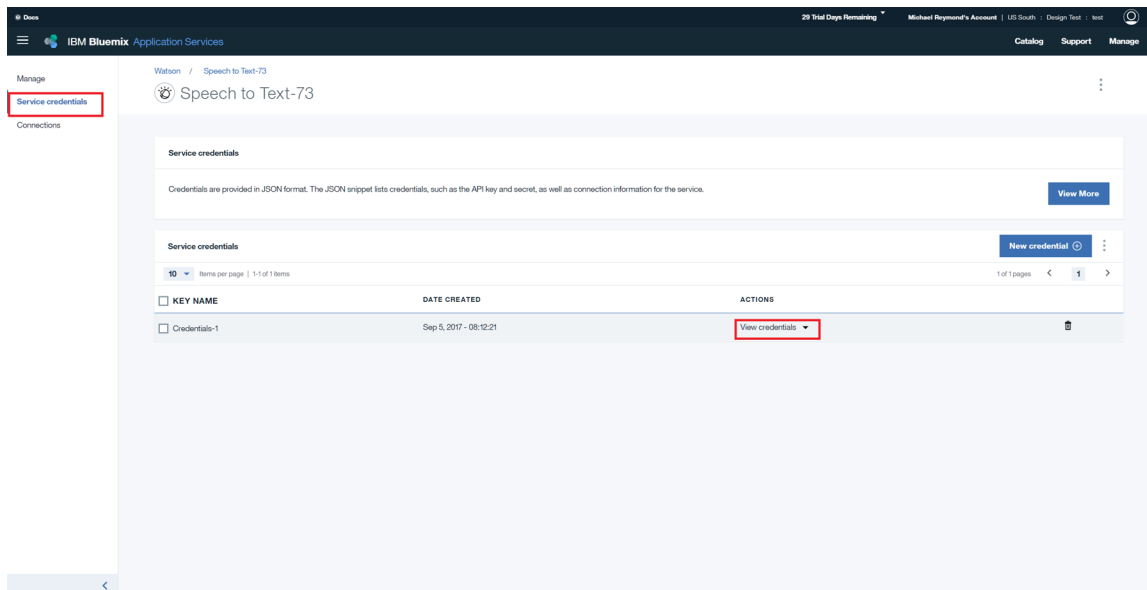 Docs
29 Trial Days Remaining
Michael Reymond's Account | US South : Design Test : test
IBM Bluemix Application Services
Catalog Support Manage
Manage
Service credentials
Connections
Watson / Speech to Text-73
Speech to Text-73
Service credentials
Credentials are provided in JSON format. The JSON snippet lists credentials, such as the API key and secret, as well as connection information for the service.
View More
Service credentials
New credential
10 Items per page | 1-1 of 1 items
1 of 1 pages < 1 >
KEY NAME DATE CREATED ACTIONS
Credentials-1 Sep 5, 2017 - 08:12:21 View credentials